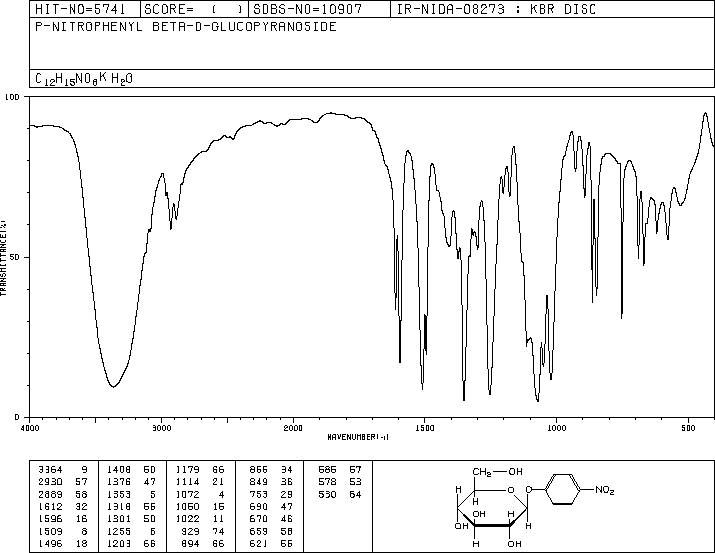 HIT-NO=5741 SCORE= ( ) SDBS-NO=10907 IR-NIDA-08273 : KBR DISC
P-NITROPHENYL BETA-D-GLUCOPYRANOSIDE
C12H15NO8·K H2O
100
50
0
TRANSMITTANCE(%)
4000 3000 2000 1500 1000 500
WAVENUMBER(-1)
3364 9 1408 50 1179 66 866 34 686 57
2930 57 1376 47 1114 21 849 36 578 53
2889 58 1353 5 1072 4 753 29 530 64
1612 32 1318 56 1050 15 690 47
1596 16 1301 50 1022 11 670 46
1509 8 1255 6 929 74 659 58
1496 18 1203 66 894 66 621 55
CH2 OH
H O O NO2
H
OH H
OH H
H OH